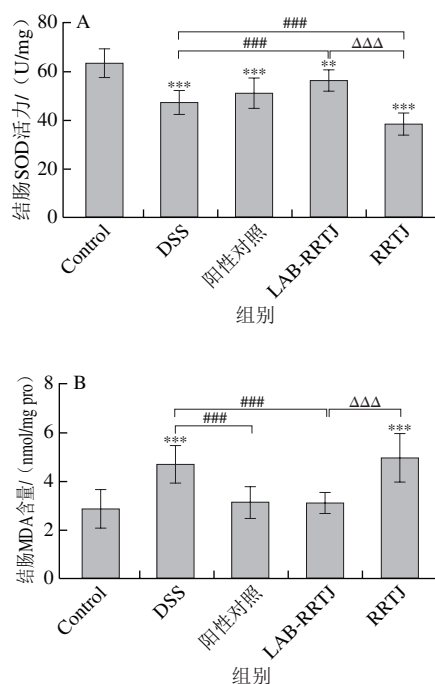 A
###
###
ΔΔΔ
***
***
**
***
80
60
40
20
0
结肠SOD活力/（U/mg）
Control
DSS
阳性对照
LAB-RRTJ
RRTJ
组别
B
###
ΔΔΔ
###
***
***
8
6
4
2
0
结肠MDA含量/（nmol/mg pro）
Control
DSS
阳性对照
LAB-RRTJ
RRTJ
组别